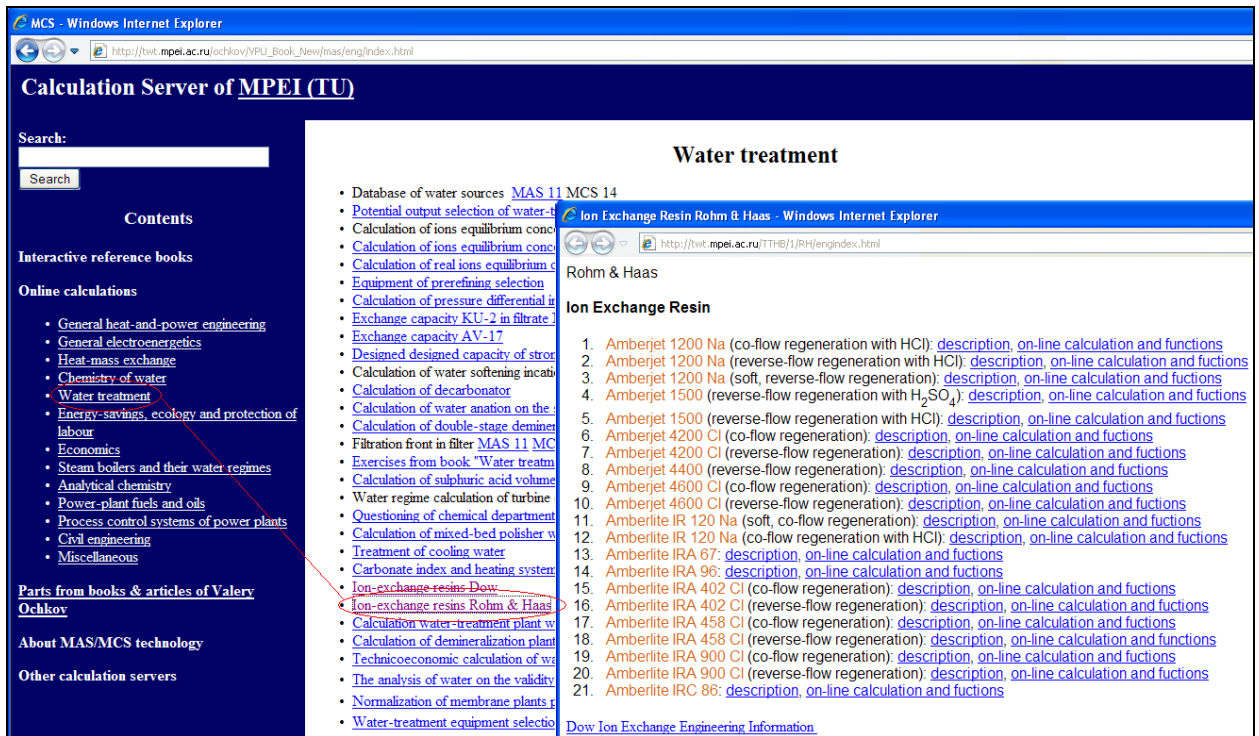 MCS - Windows Internet Explorer
http://twt.mpei.ac.ru/ochkov/VPU_Book_New/mas/eng/index.html
Calculation Server of MPEI (TU)
Search:
Search
Contents
Interactive reference books
Online calculations
• General heat-and-power engineering
• General electroenergetics
• Heat-mass exchange
• Chemistry of water
• Water treatment
• Energy-savings, ecology and protection of
labour
• Economics
• Steam boilers and their water regimes
• Analytical chemistry
• Power-plant fuels and oils
• Process control systems of power plants
• Civil engineering
• Miscellaneous
Parts from books & articles of Valery
Ochkov
About MAS/MCS technology
Other calculation servers
Water treatment
• Database of water sources MAS 11 MCS 14
• Potential output selection of water-t
• Calculation of ions equilibrium conc
• Calculation of ions equilibrium conc
• Calculation of real ions equilibrium c
• Equipment of prerefining selection
• Calculation of pressure differential in
• Exchange capacity KU-2 in filtrate
• Exchange capacity AV-17
• Designed designed capacity of stron
• Calculation of water softening incati
• Calculation of decarbonator
• Calculation of water anation on the
• Calculation of double-stage deminer
• Filtration front in filter MAS 11 MC
• Exercises from book "Water treatm
• Calculation of sulphuric acid volume
• Water regime calculation of turbine
• Questioning of chemical department
• Calculation of mixed-bed polisher w
• Treatment of cooling water
• Carbonate index and heating system
• Ion-exchange resins Dow
• Ion-exchange resins Rohm & Haas
• Calculation water-treatment plant w
• Calculation of demineralization plant
• Technicoeconomic calculation of wa
• The analysis of water on the validity
• Normalization of membrane plants p
• Water-treatment equipment selectio
Ion Exchange Resin Rohm & Haas - Windows Internet Explorer
http://twt.mpei.ac.ru/TTHB/1/RH/engindex.html
Rohm & Haas
Ion Exchange Resin
1. Amberjet 1200 Na (co-flow regeneration with HCl): description, on-line calculation and functions
2. Amberjet 1200 Na (reverse-flow regeneration with HCl): description, on-line calculation and functions
3. Amberjet 1200 Na (soft, reverse-flow regeneration): description, on-line calculation and fuctions
4. Amberjet 1500 (reverse-flow regeneration with H2SO4): description, on-line calculation and fuctions
5. Amberjet 1500 (reverse-flow regeneration with HCl): description, on-line calculation and fuctions
6. Amberjet 4200 Cl (co-flow regeneration): description, on-line calculation and fuctions
7. Amberjet 4200 Cl (reverse-flow regeneration): description, on-line calculation and fuctions
8. Amberjet 4400 (reverse-flow regeneration): description, on-line calculation and fuctions
9. Amberjet 4600 Cl (co-flow regeneration): description, on-line calculation and fuctions
10. Amberjet 4600 Cl (reverse-flow regeneration): description, on-line calculation and fuctions
11. Amberlite IR 120 Na (soft, co-flow regeneration): description, on-line calculation and fuctions
12. Amberlite IR 120 Na (co-flow regeneration with HCl): description, on-line calculation and fuctions
13. Amberlite IRA 67: description, on-line calculation and fuctions
14. Amberlite IRA 96: description, on-line calculation and fuctions
15. Amberlite IRA 402 Cl (co-flow regeneration): description, on-line calculation and fuctions
16. Amberlite IRA 402 Cl (reverse-flow regeneration): description, on-line calculation and fuctions
17. Amberlite IRA 458 Cl (co-flow regeneration): description, on-line calculation and fuctions
18. Amberlite IRA 458 Cl (reverse-flow regeneration): description, on-line calculation and functions
19. Amberlite IRA 900 Cl (co-flow regeneration): description, on-line calculation and fuctions
20. Amberlite IRA 900 Cl (reverse-flow regeneration): description, on-line calculation and fuctions
21. Amberlite IRC 86: description, on-line calculation and fuctions
Dow Ion Exchange Engineering Information